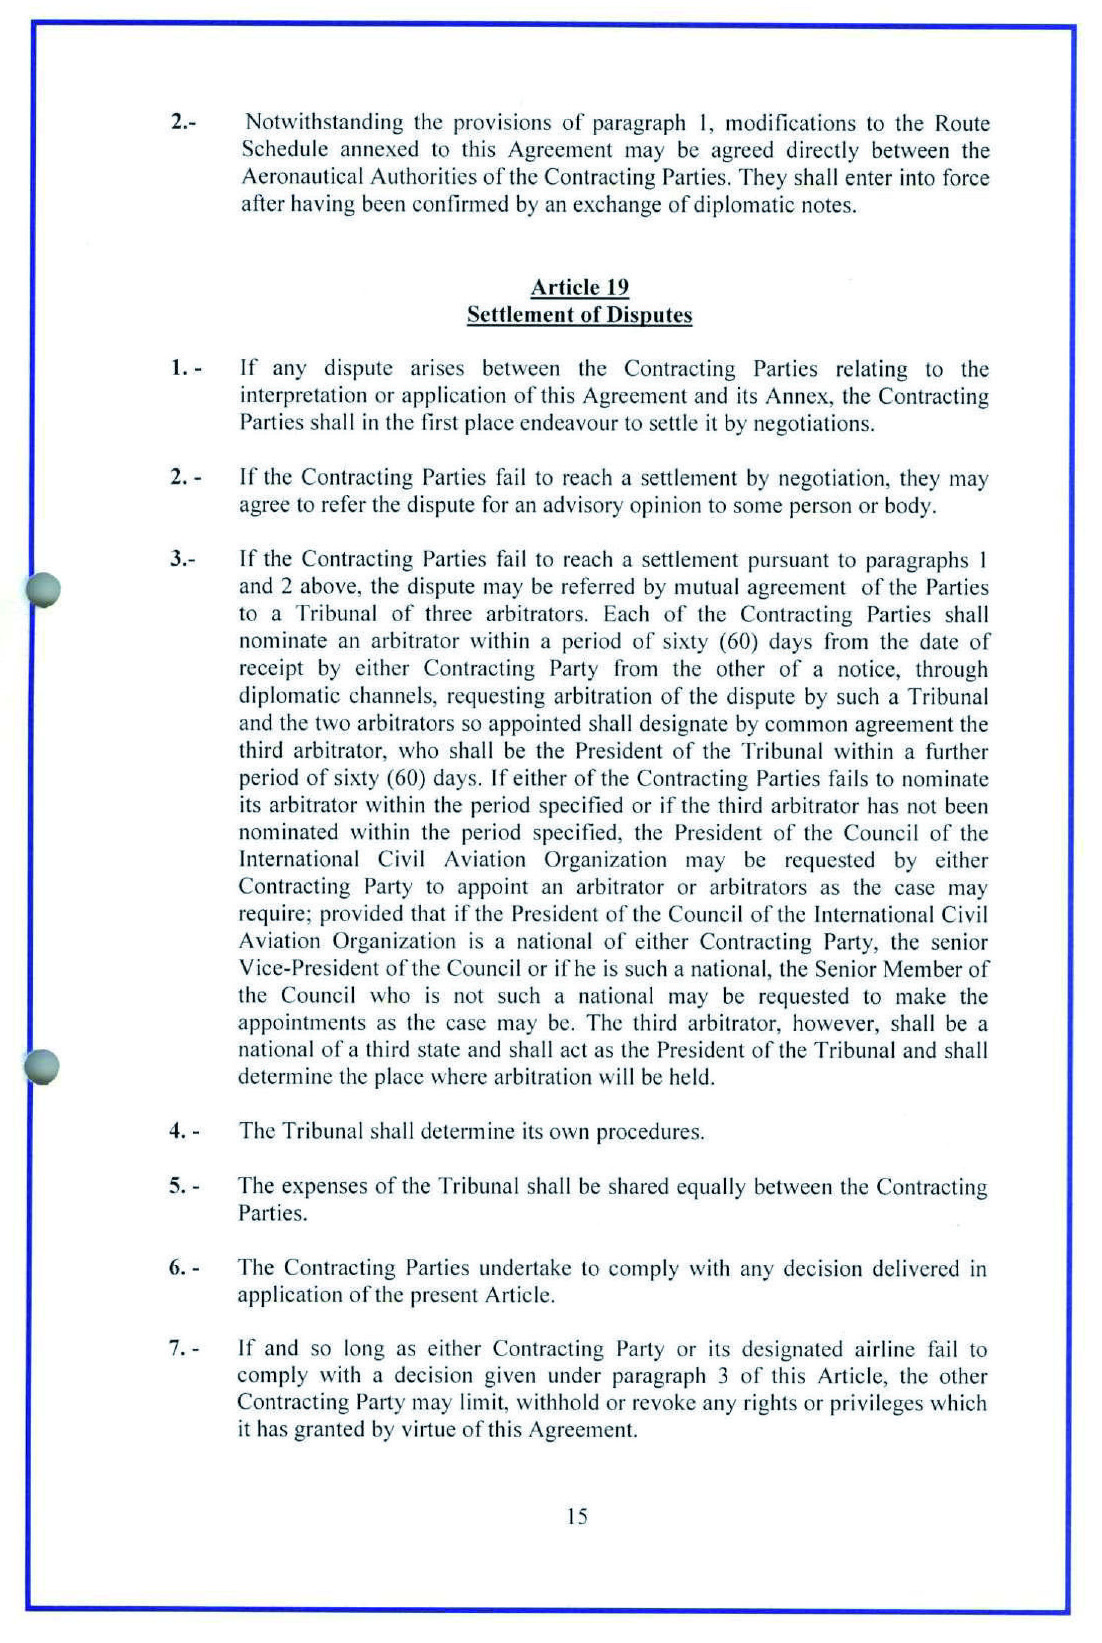 2.- Notwithstanding the provisions of paragraph 1, modifications to the Route
Schedule annexed to this Agreement may be agreed directly between the
Aeronautical Authorities of the Contracting Parties. They shall enter into force
after having been confirmed by an exchange of diplomatic notes.
Article 19
Settlement of Disputes
1. - If any dispute arises between the Contracting Parties relating to the
interpretation or application of this Agreement and its Annex, the Contracting
Parties shall in the first place endeavour to settle it by negotiations.
2. - If the Contracting Parties fail to reach a settlement by negotiation, they may
agree to refer the dispute for an advisory opinion to some person or body.
3.- If the Contracting Parties fail to reach a settlement pursuant to paragraphs 1
and 2 above, the dispute may be referred by mutual agreement of the Parties
to a Tribunal of three arbitrators. Each of the Contracting Parties shall
nominate an arbitrator within a period of sixty (60) days from the date of
receipt by either Contracting Party from the other of a notice, through
diplomatic channels, requesting arbitration of the dispute by such a Tribunal
and the two arbitrators so appointed shall designate by common agreement the
third arbitrator, who shall be the President of the Tribunal within a further
period of sixty (60) days. If either of the Contracting Parties fails to nominate
its arbitrator within the period specified or if the third arbitrator has not been
nominated within the period specified, the President of the Council of the
International Civil Aviation Organization may be requested by either
Contracting Party to appoint an arbitrator or arbitrators as the case may
require; provided that if the President of the Council of the International Civil
Aviation Organization is a national of either Contracting Party, the senior
Vice-President of the Council or if he is such a national, the Senior Member of
the Council who is not such a national may be requested to make the
appointments as the case may be. The third arbitrator, however, shall be a
national of a third state and shall act as the President of the Tribunal and shall
determine the place where arbitration will be held.
4. - The Tribunal shall determine its own procedures.
5. - The expenses of the Tribunal shall be shared equally between the Contracting
Parties.
6. - The Contracting Parties undertake to comply with any decision delivered in
application of the present Article.
7. - If and so long as either Contracting Party or its designated airline fail to
comply with a decision given under paragraph 3 of this Article, the other
Contracting Party may limit, withhold or revoke any rights or privileges which
it has granted by virtue of this Agreement.
15